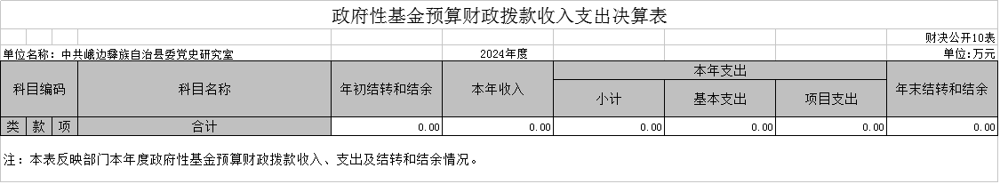 政府性基金预算财政拨款收入支出决算表
财决公开10表
单位名称：中共峨边彝族自治县委党史研究室 2024年度 单位:万元
科目编码 科目名称 年初结转和结余 本年收入 本年支出 年末结转和结余
小计 基本支出 项目支出
类 款 项 合计 0.00 0.00 0.00 0.00 0.00 0.00
注：本表反映部门本年度政府性基金预算财政拨款收入、支出及结转和结余情况。